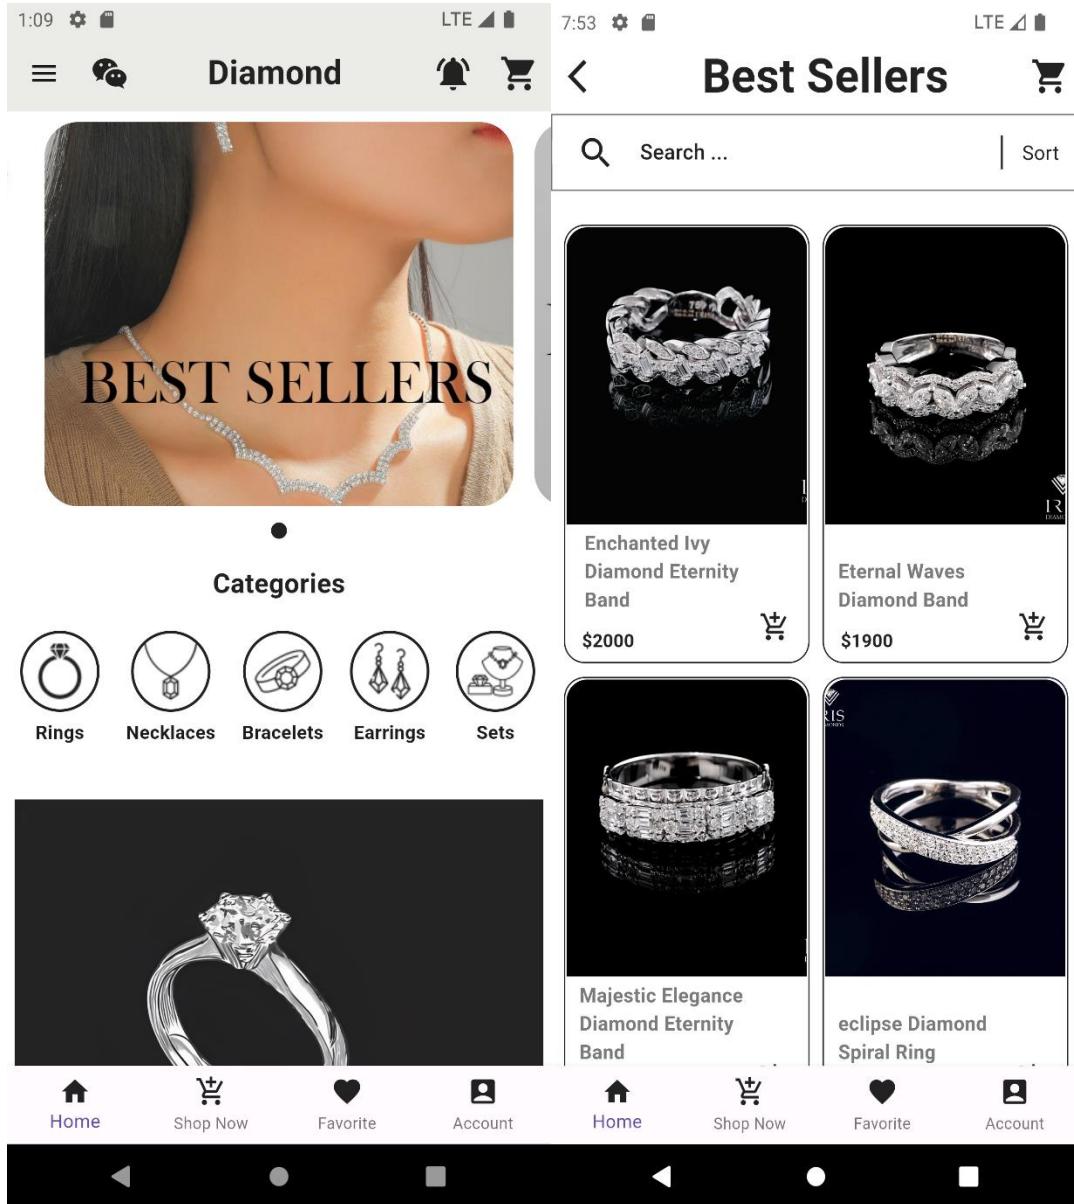 1:09 LTE
Diamond
BEST SELLERS
Categories
Rings Necklaces Bracelets Earrings Sets
Home Shop Now Favorite Account
7:53 LTE
Best Sellers
Search ... Sort
Enchanted Ivy
Diamond Eternity
Band
$2000
Eternal Waves
Diamond Band
$1900
Majestic Elegance
Diamond Eternity
Band
eclipse Diamond
Spiral Ring
Home Shop Now Favorite Account